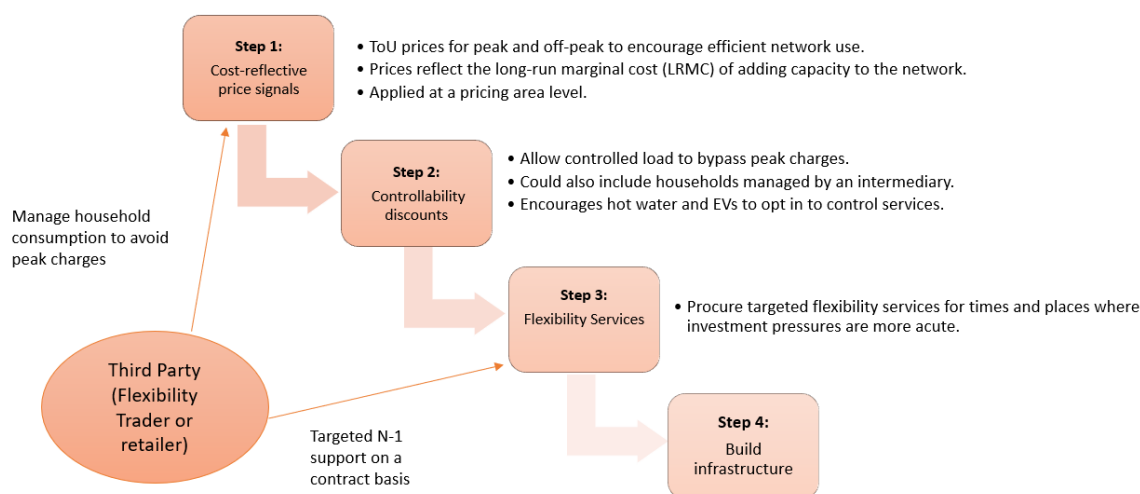 Step 1:
Cost-reflective
price signals
• ToU prices for peak and off-peak to encourage efficient network use.
• Prices reflect the long-run marginal cost (LRMC) of adding capacity to the network.
• Applied at a pricing area level.
Step 2:
Controllability
discounts
• Allow controlled load to bypass peak charges.
• Could also include households managed by an intermediary.
• Encourages hot water and EVs to opt in to control services.
Manage household
consumption to avoid
peak charges
Step 3:
Flexibility Services
• Procure targeted flexibility services for times and places where
investment pressures are more acute.
Third Party
(Flexibility
Trader or
retailer)
Targeted N-1
support on a
contract basis
Step 4:
Build
infrastructure